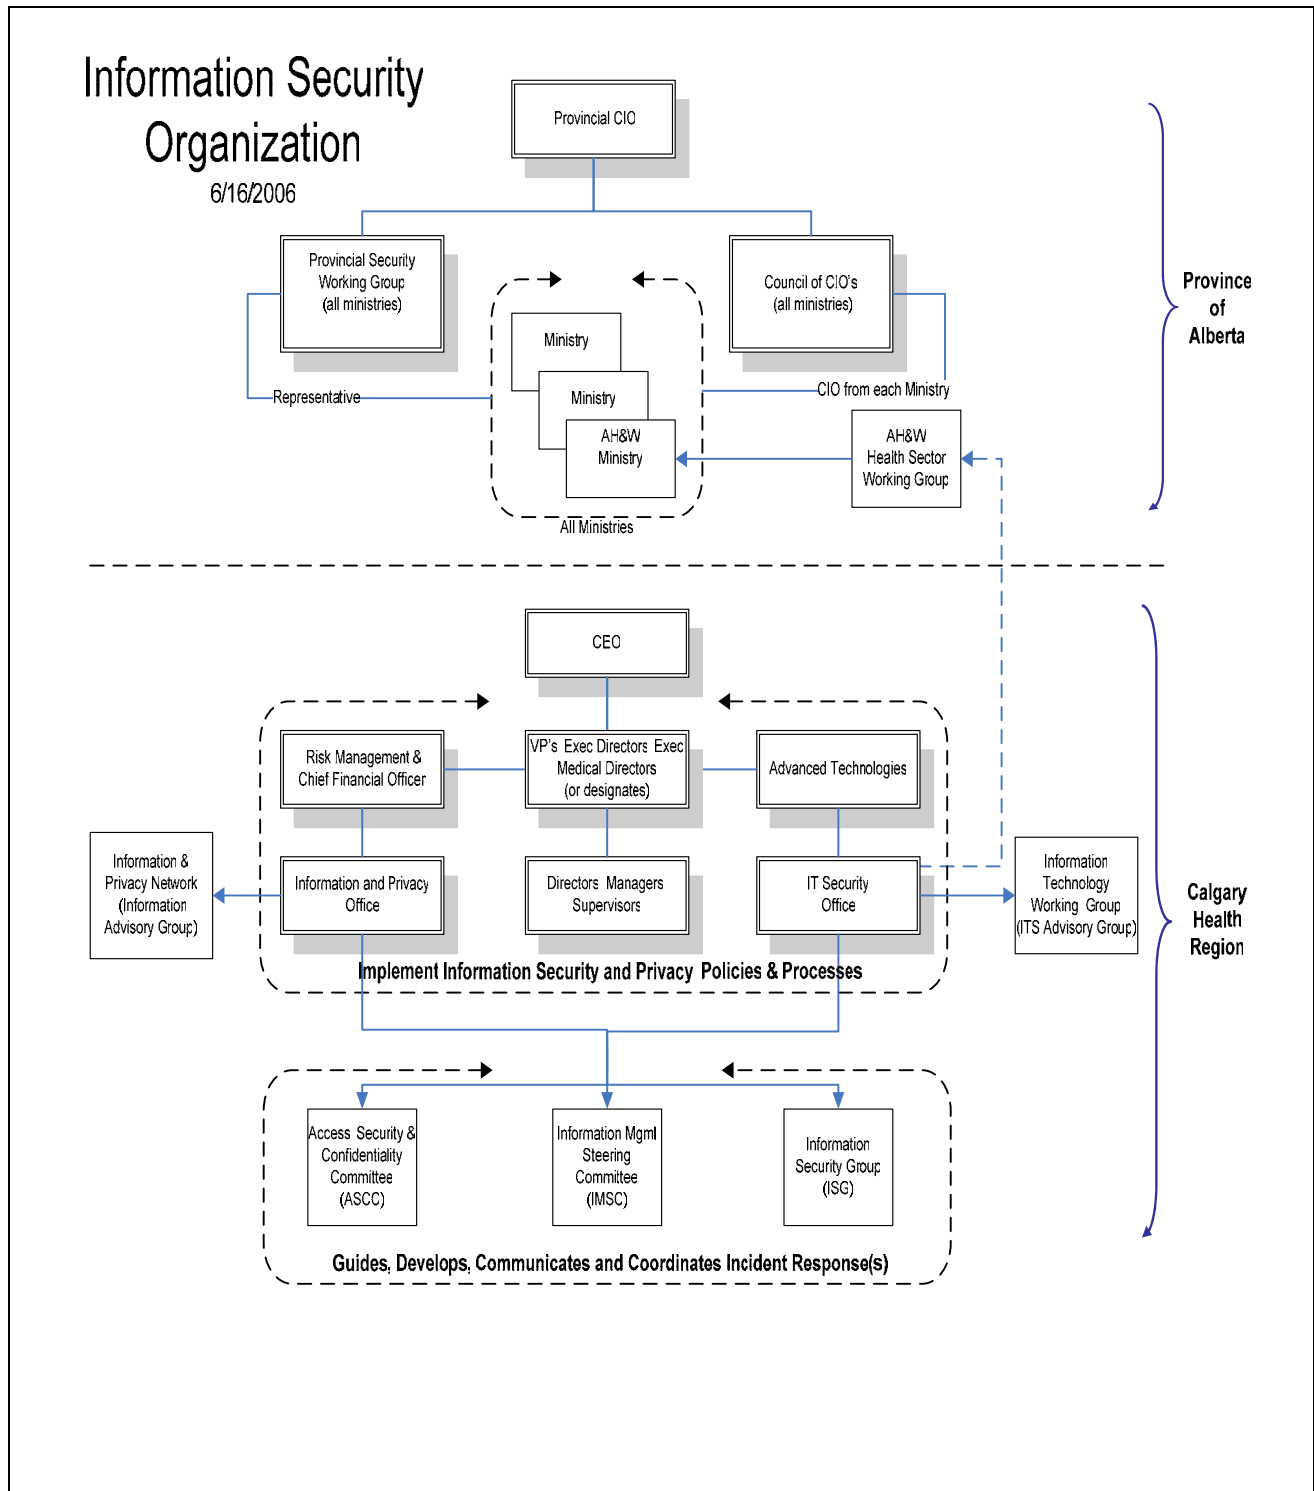 Information Security
Organization
6/16/2006
Provincial CIO
Provincial Security
Working Group
(all ministries)
Council of CIO's
(all ministries)
Ministry
Ministry
AH&W
Ministry
Representative
CIO from each Ministry
AH&W
Health Sector
Working Group
All Ministries
Province
of
Alberta
CEO
Risk Management &
Chief Financial Officer
VP's Exec Directors Exec
Medical Directors
(or designates)
Advanced Technologies
Information &
Privacy Network
(Information
Advisory Group)
Information and Privacy
Office
Directors Managers
Supervisors
IT Security
Office
Information
Technology
Working Group
(ITS Advisory Group)
Implement Information Security and Privacy Policies & Processes
Calgary
Health
Region
Access Security &
Confidentiality
Committee
(ASCC)
Information Mgml
Steering
Committee
(IMSC)
Information
Security Group
(ISG)
Guides, Develops, Communicates and Coordinates Incident Response(s)